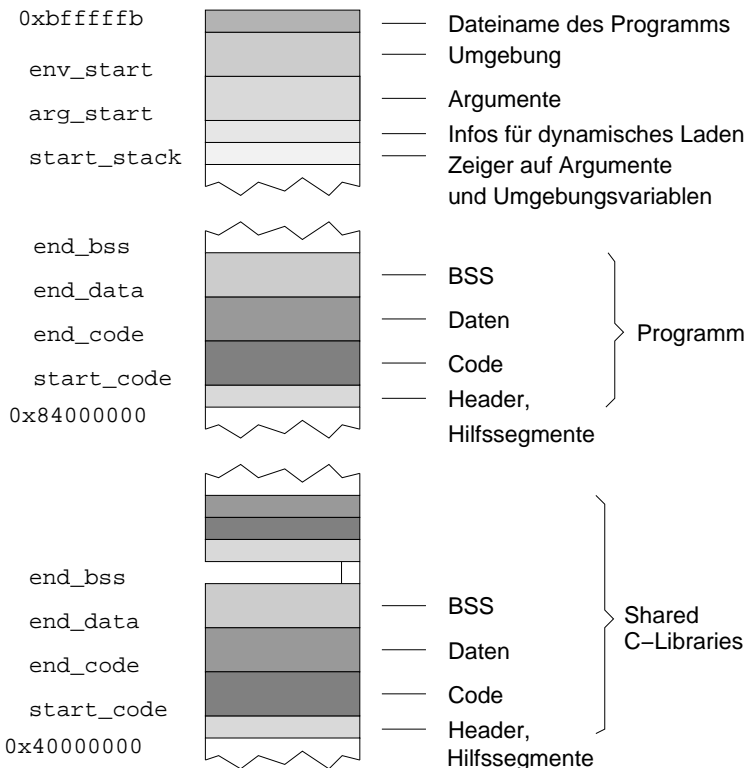 0xbfffffb
Dateiname des Programms
Umgebung
env_start
Argumente
arg_start
Infos für dynamisches Laden
start_stack
Zeiger auf Argumente
und Umgebungsvariablen
end_bss
BSS
end_data
Daten
end_code
Programm
Code
start_code
Header,
0x84000000
Hilfssegmente
end_bss
BSS
end_data
Shared
C−Libraries
Daten
end_code
Code
start_code
Header,
0x40000000
Hilfssegmente